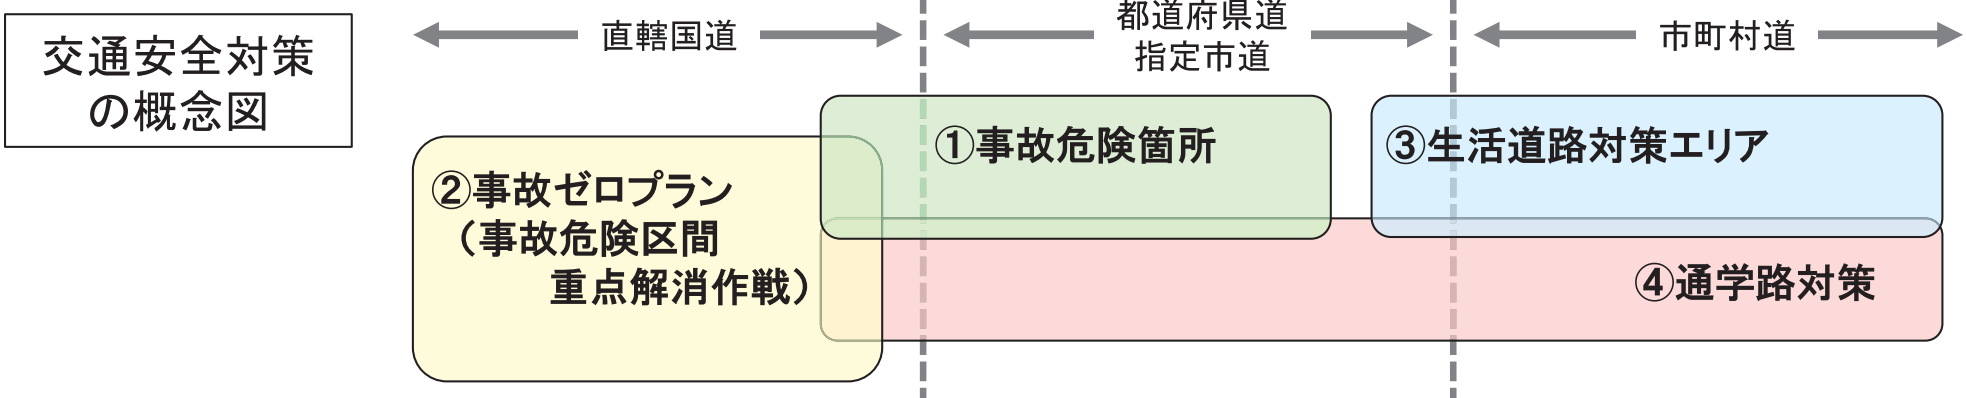 交通安全対策
の概念図
直轄国道
都道府県道
指定市道
市町村道
①事故危険箇所
③生活道路対策エリア
②事故ゼロプラン
（事故危険区間
重点解消作戦）
④通学路対策